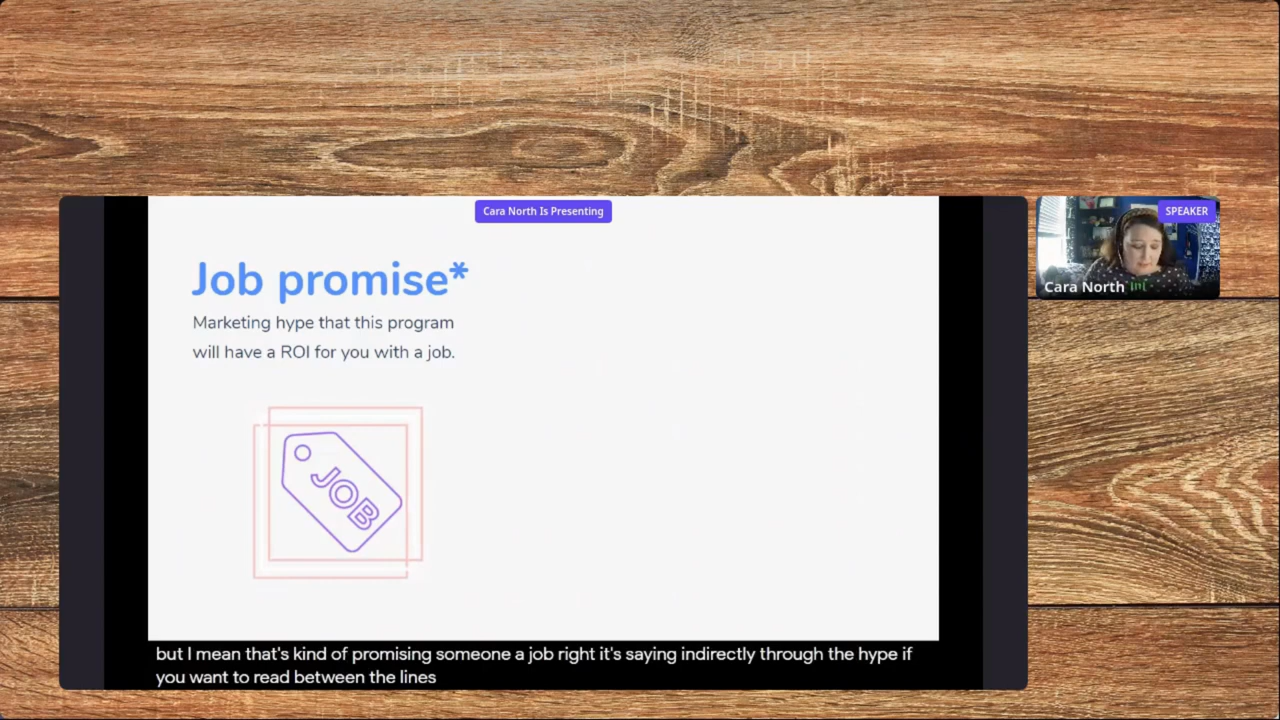 Cara North Is Presenting
SPEAKER
Cara North
Job promise*
Marketing hype that this program
will have a ROI for you with a job.
JOB
but I mean that's kind of promising someone a job right it's saying indirectly through the hype if
you want to read between the lines